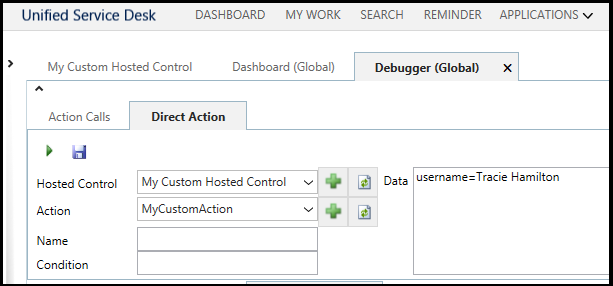 Unified Service Desk DASHBOARD MY WORK SEARCH REMINDER APPLICATIONS
My Custom Hosted Control Dashboard (Global) Debugger (Global) X
Action Calls Direct Action
Hosted Control My Custom Hosted Control Data username=Tracie Hamilton
Action MyCustomAction
Name
Condition